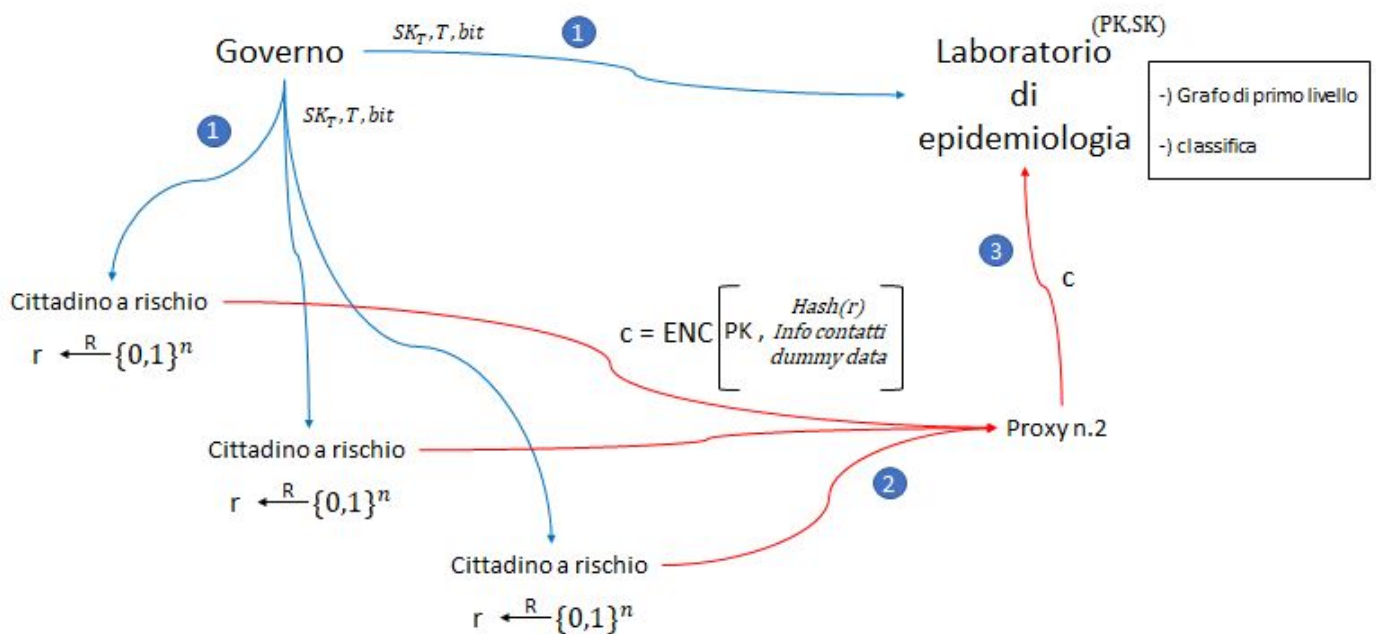 SK_T, T, bit
1
(PK,SK)
Governo
Laboratorio
di
epidemiologia
-) Grafo di primo livello
-) classifica
SK_T, T, bit
1
3
c
Cittadino a rischio
r ←R {0,1}^n
c = ENC [ PK , Hash(r)
Info contatti
dummy data ]
Cittadino a rischio
r ←R {0,1}^n
Proxy n.2
2
Cittadino a rischio
r ←R {0,1}^n